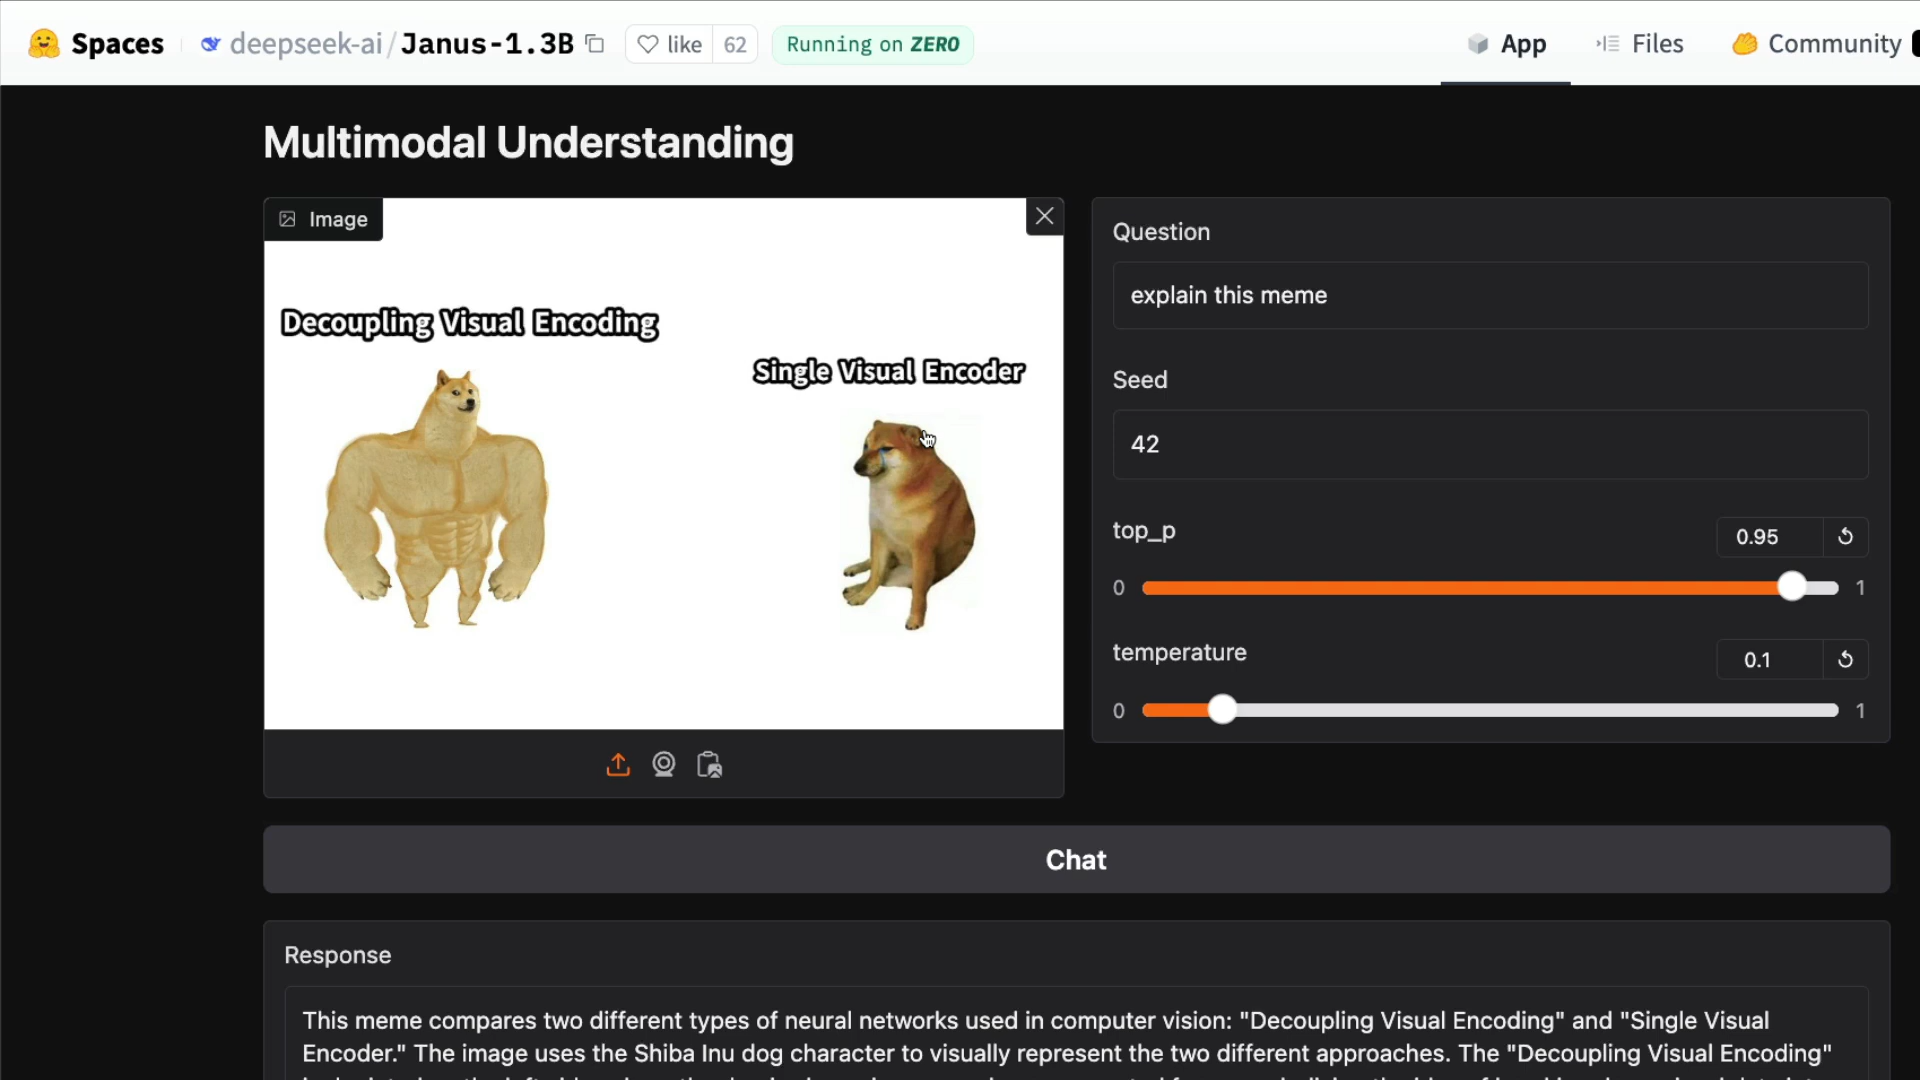 Spaces deepseek-ai/Janus-1.3B like 62 Running on ZERO App Files Community
Multimodal Understanding
Image
Decoupling Visual Encoding
Single Visual Encoder
Question
explain this meme
Seed
42
top_p 0.95
0 1
temperature 0.1
0 1
Chat
Response
This meme compares two different types of neural networks used in computer vision: "Decoupling Visual Encoding" and "Single Visual
Encoder." The image uses the Shiba Inu dog character to visually represent the two different approaches. The "Decoupling Visual Encoding"